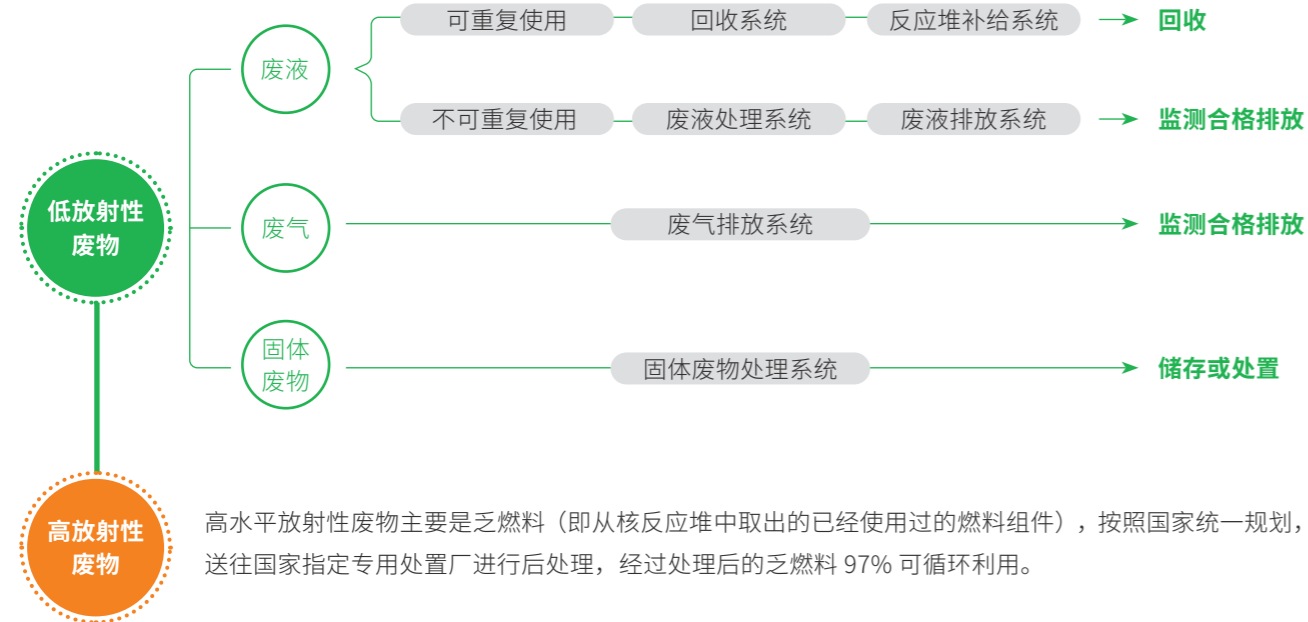 可重复使用
回收系统
反应堆补给系统
回收
废液
不可重复使用
废液处理系统
废液排放系统
监测合格排放
低放射性
废物
废气
废气排放系统
监测合格排放
固体
废物
固体废物处理系统
储存或处置
高放射性
废物
高水平放射性废物主要是乏燃料（即从核反应堆中取出的已经使用过的燃料组件），按照国家统一规划，
送往国家指定专用处置厂进行后处理，经过处理后的乏燃料 97% 可循环利用。